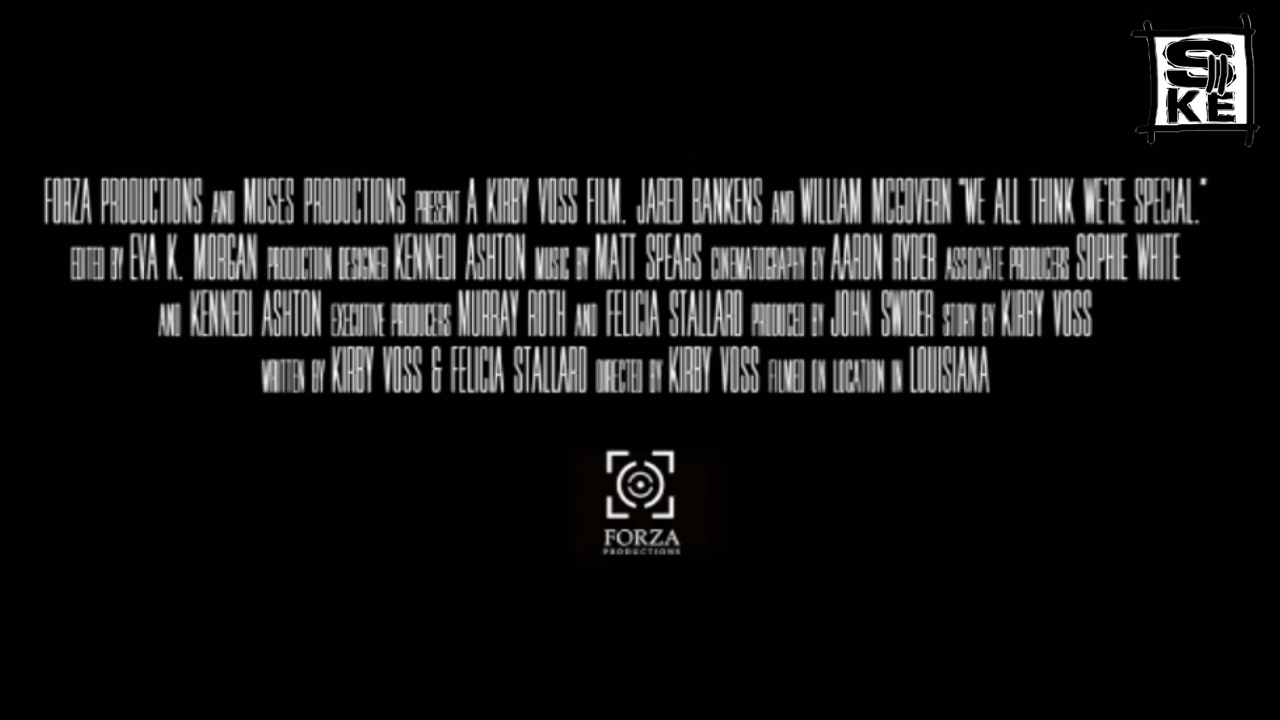 SIKE
FORZA PRODUCTIONS AND MUSES PRODUCTIONS PRESENT A KIRBY VOSS FILM. JARED BANKENS AND WILLIAM MCGOVERN "WE ALL THINK WE'RE SPECIAL."
EDITED BY EVA K. MORGAN PRODUCTION DESIGNER KENNEDI ASHTON MUSIC BY MATT SPEARS CINEMATOGRAPHY BY AARON RYDER ASSOCIATE PRODUCERS SOPHIE WHITE
AND KENNEDI ASHTON EXECUTIVE PRODUCERS MURRAY ROTH AND FELICIA STALLARD PRODUCED BY JOHN SWIDER STORY BY KIRBY VOSS
WRITTEN BY KIRBY VOSS & FELICIA STALLARD DIRECTED BY KIRBY VOSS FILMED ON LOCATION IN LOUISIANA
FORZA
PRODUCTIONS